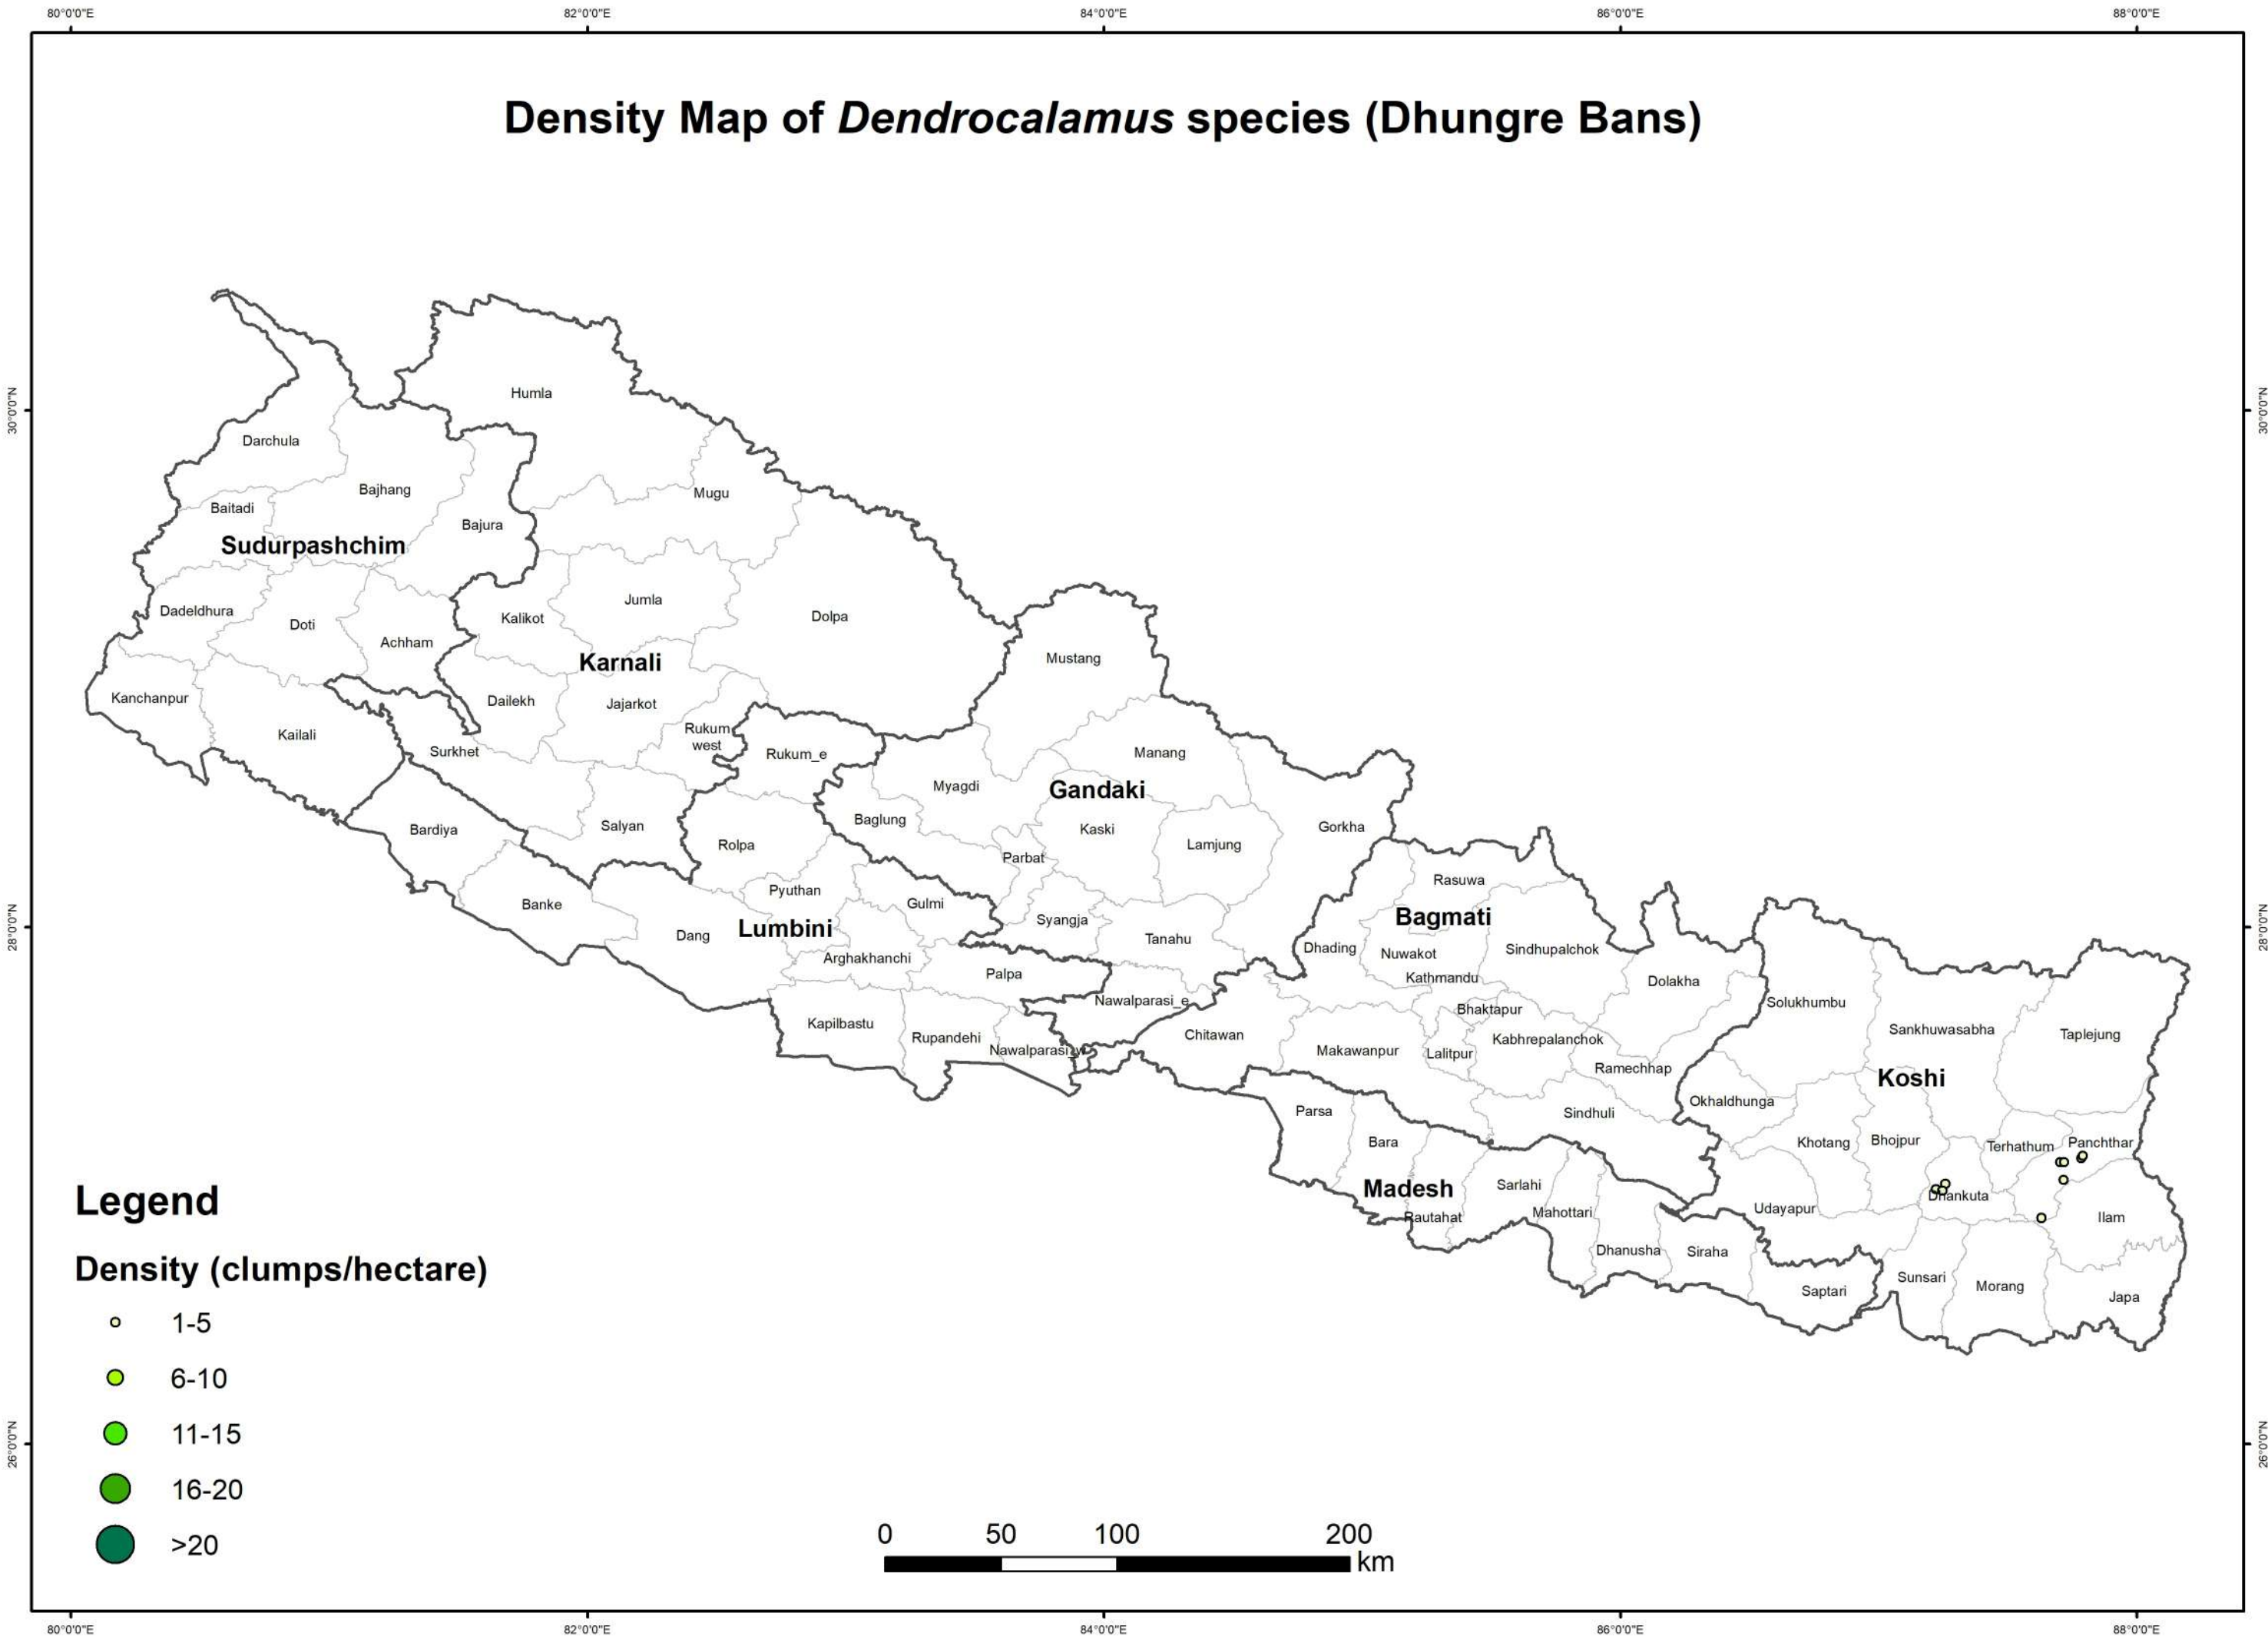 80°0'0"E 82°0'0"E 84°0'0"E 86°0'0"E 88°0'0"E
Density Map of Dendrocalamus species (Dhungre Bans)
30°0'0"N 30°0'0"N
28°0'0"N 28°0'0"N
26°0'0"N 26°0'0"N
Humla
Darchula
Bajhang
Mugu
Baitadi
Bajura
Sudurpashchim
Jumla
Dadeldhura
Dolpa
Kalikot
Doti
Achham
Mustang
Karnali
Kanchanpur
Dailekh
Jajarkot
Rukum
west
Kailali
Surkhet
Rukum_e
Manang
Myagdi
Gandaki
Baglung
Salyan
Gorkha
Bardiya
Kaski
Rolpa
Lamjung
Parbat
Rasuwa
Pyuthan
Gulmi
Banke
Bagmati
Syangja
Lumbini
Dang
Tanahu
Dhading
Sindhupalchok
Nuwakot
Arghakhanchi
Palpa
Kathmandu
Dolakha
Nawalparasi_e
Solukhumbu
Bhaktapur
Kapilbastu
Sankhuwasabha
Chitawan
Taplejung
Rupandehi
Kabhrepalanchok
Nawalparasi_w
Makawanpur
Lalitpur
Ramechhap
Koshi
Okhaldhunga
Parsa
Sindhuli
Bara
Khotang
Bhojpur
Terhathum
Panchthar
Madesh
Sarlahi
Dhankuta
Udayapur
Mahottari
Rautahat
Ilam
Dhanusha
Siraha
Sunsari
Morang
Saptari
Japa
Legend
Density (clumps/hectare)
1-5
6-10
11-15
16-20
>20
0 50 100 200
km
80°0'0"E 82°0'0"E 84°0'0"E 86°0'0"E 88°0'0"E